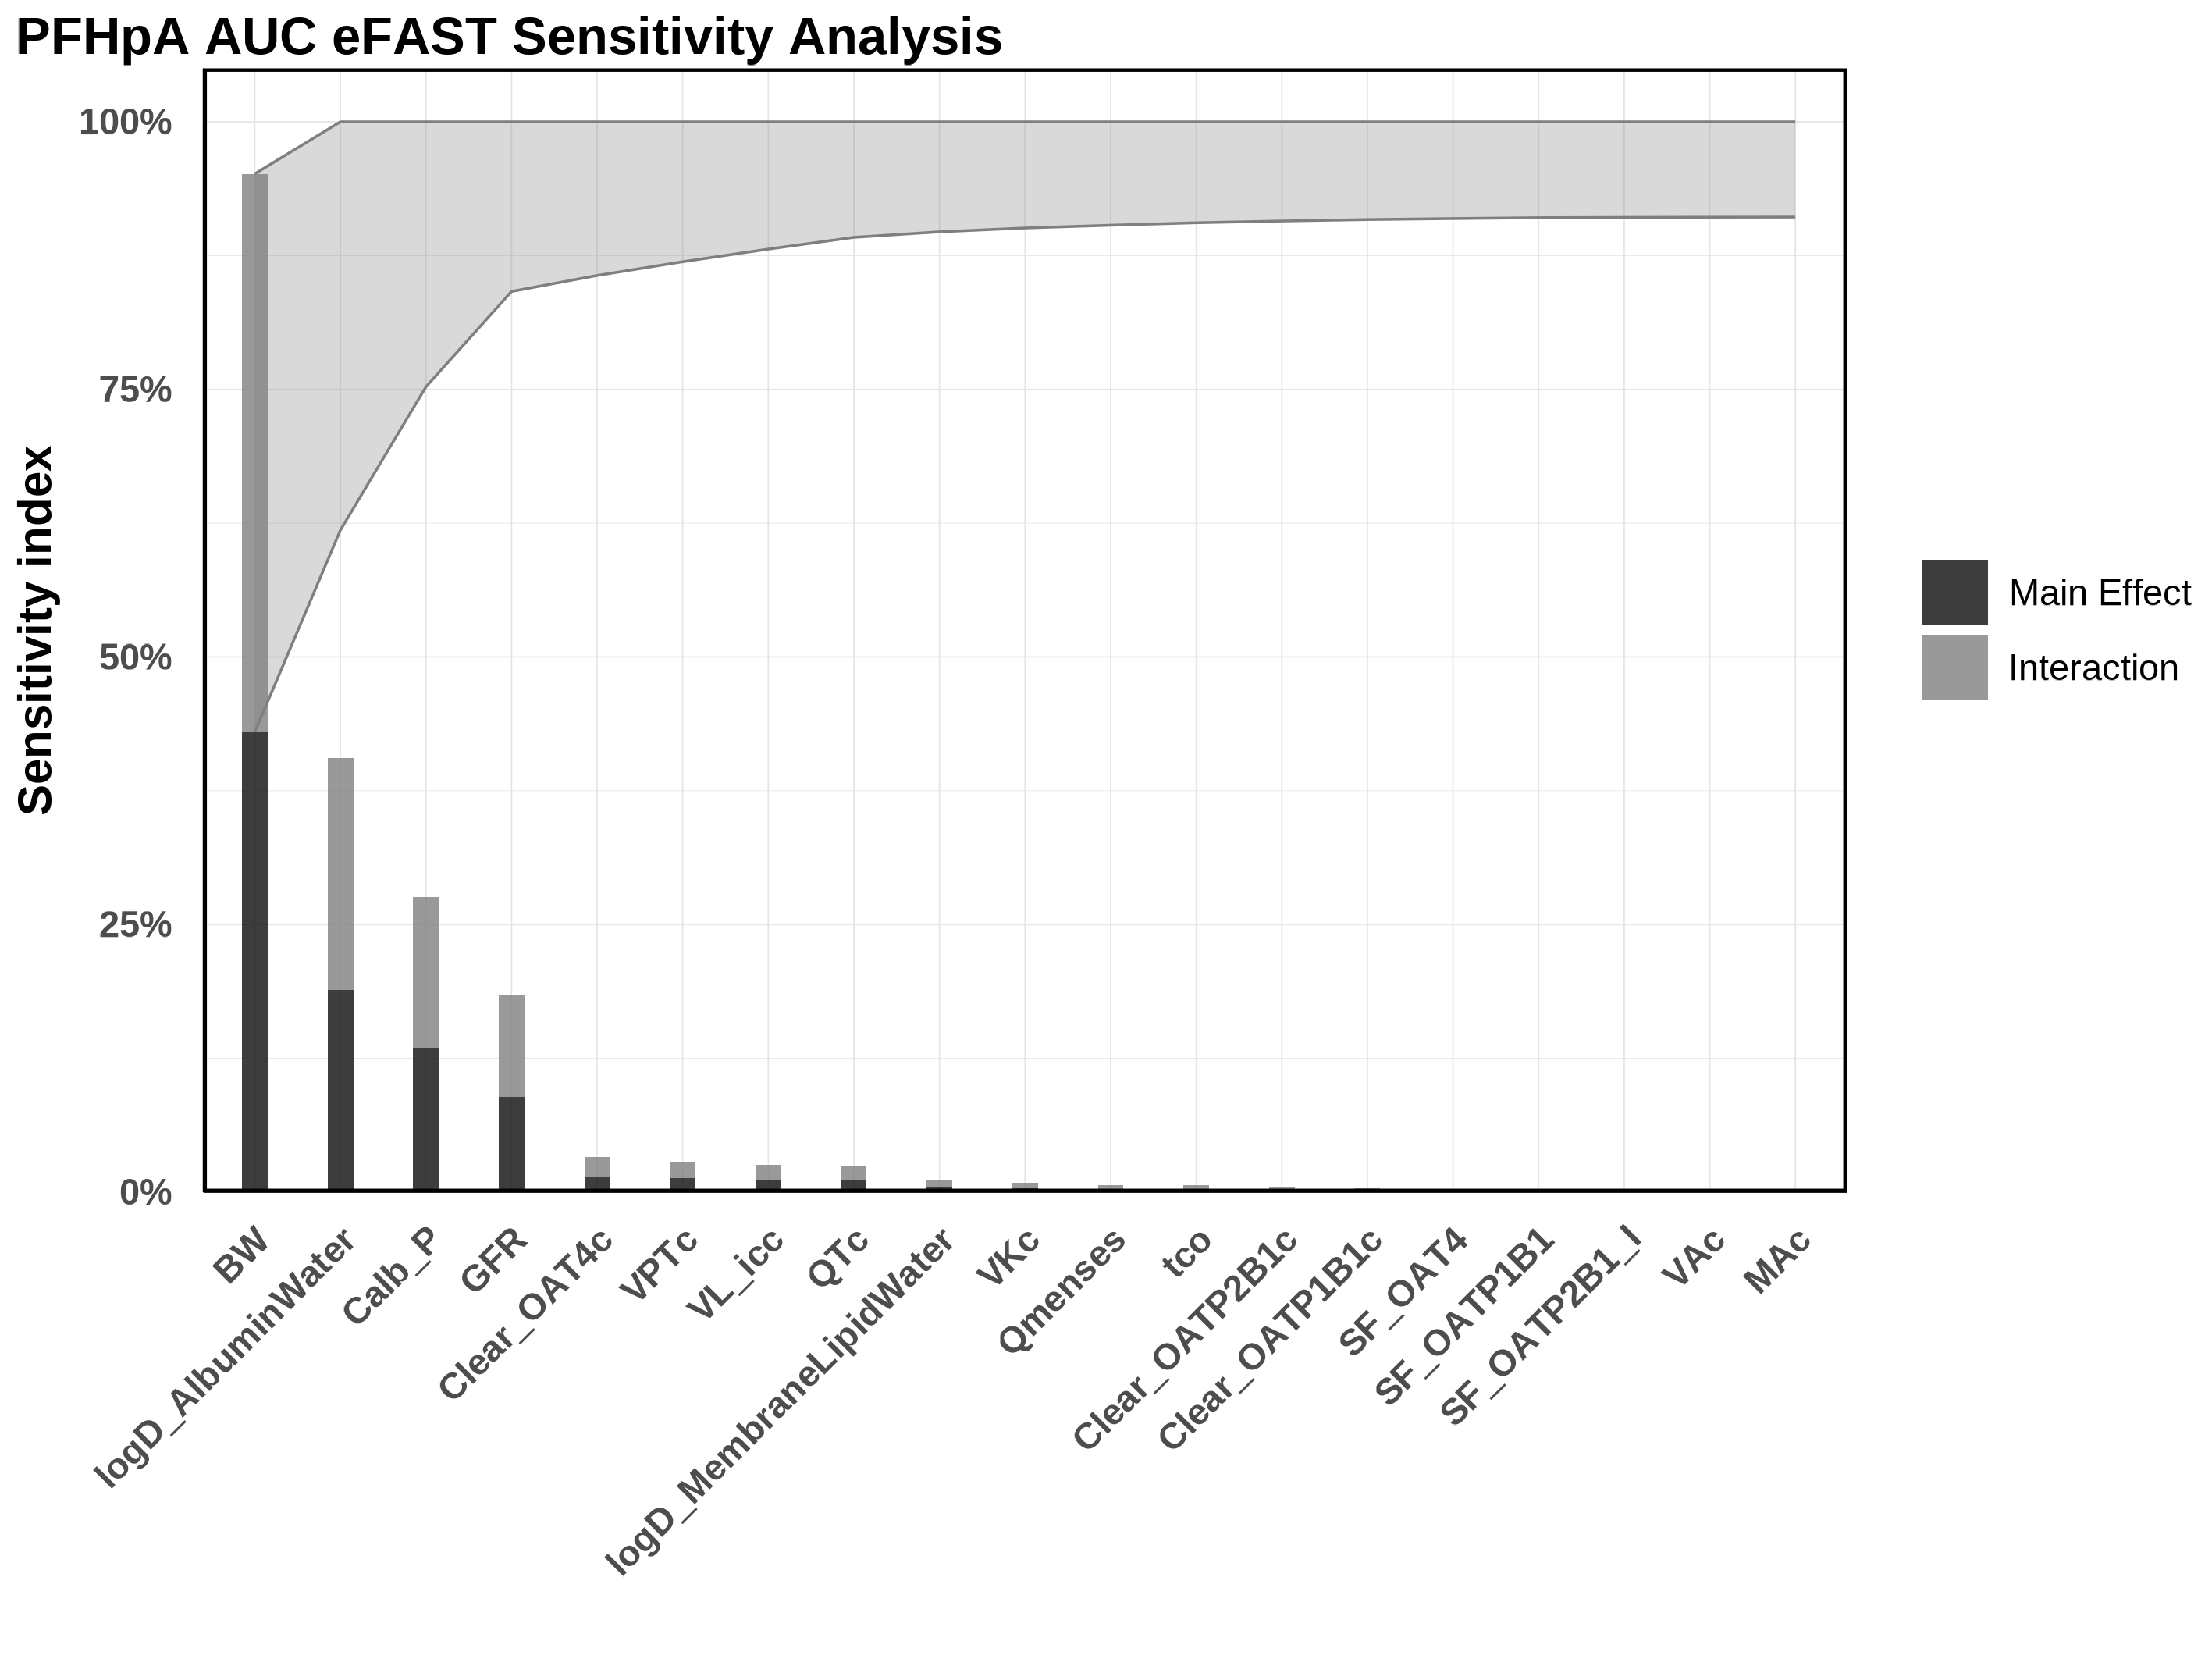 PFHpA AUC eFAST Sensitivity Analysis
Sensitivity index
100%
75%
50%
25%
0%
BW
logD_AlbuminWater
Calb_P
GFR
Clear_OAT4c
VPTc
VL_icc
QTc
logD_MembraneLipidWater
VKc
Qmenses
tco
Clear_OATP2B1c
Clear_OATP1B1c
SF_OAT4
SF_OATP1B1
SF_OATP2B1_l
VAc
MAc
Main Effect
Interaction